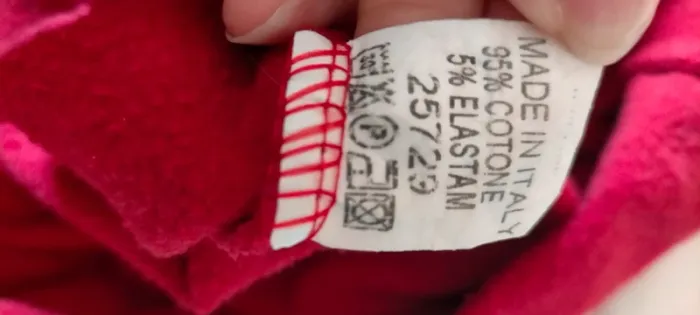 MADE IN ITALY
95% COTONE
5% ELASTAM
25729
P